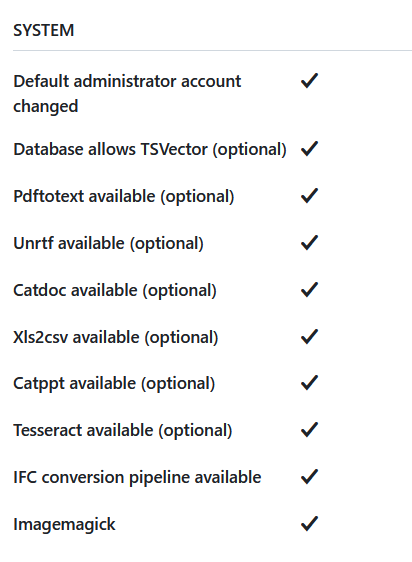 SYSTEM
Default administrator account
changed
Database allows TSVector (optional)
Pdftotext available (optional)
Unrtf available (optional)
Catdoc available (optional)
Xls2csv available (optional)
Catppt available (optional)
Tesseract available (optional)
IFC conversion pipeline available
Imagemagick